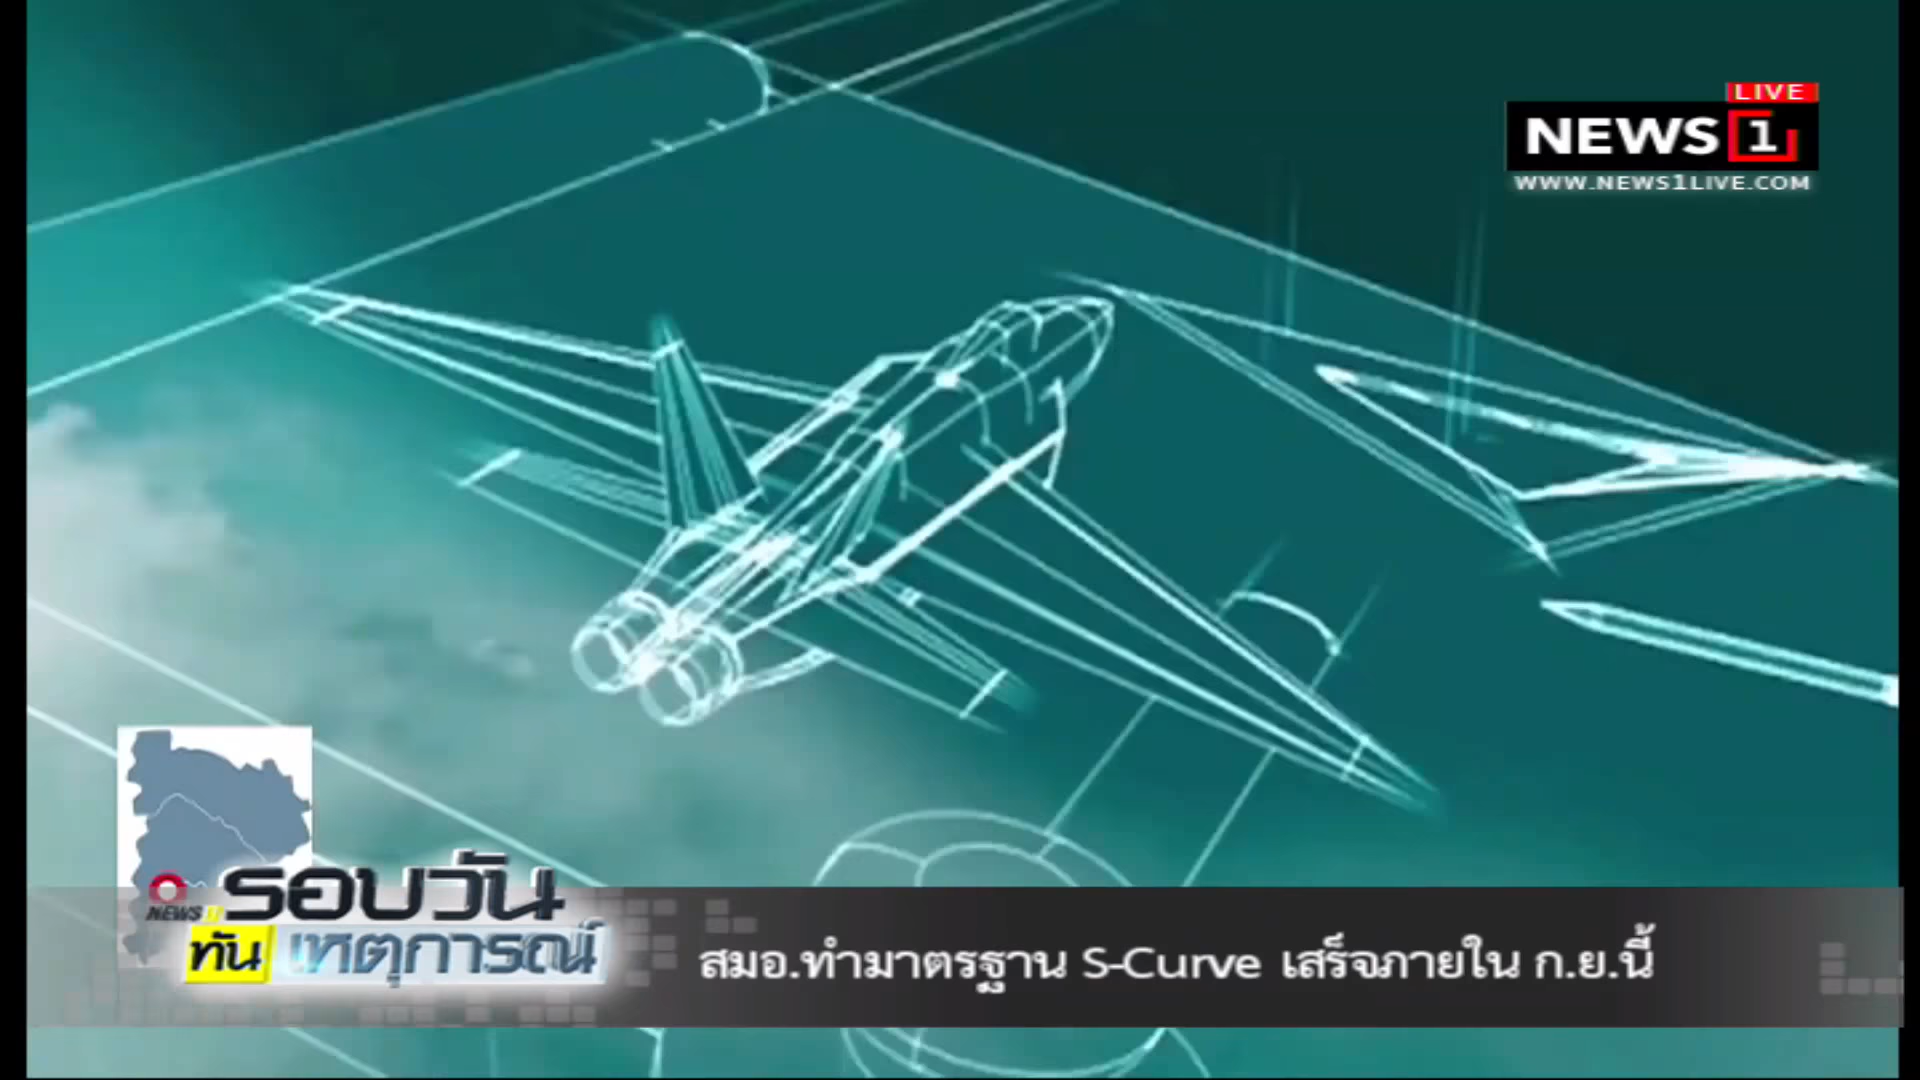 LIVE
NEWS 1
WWW.NEWS1LIVE.COM
รอบวัน
NEWS 1
ทัน เหตุการณ์
สมอ.ทำมาตรฐาน S-Curve เสร็จภายใน ก.ย.นี้